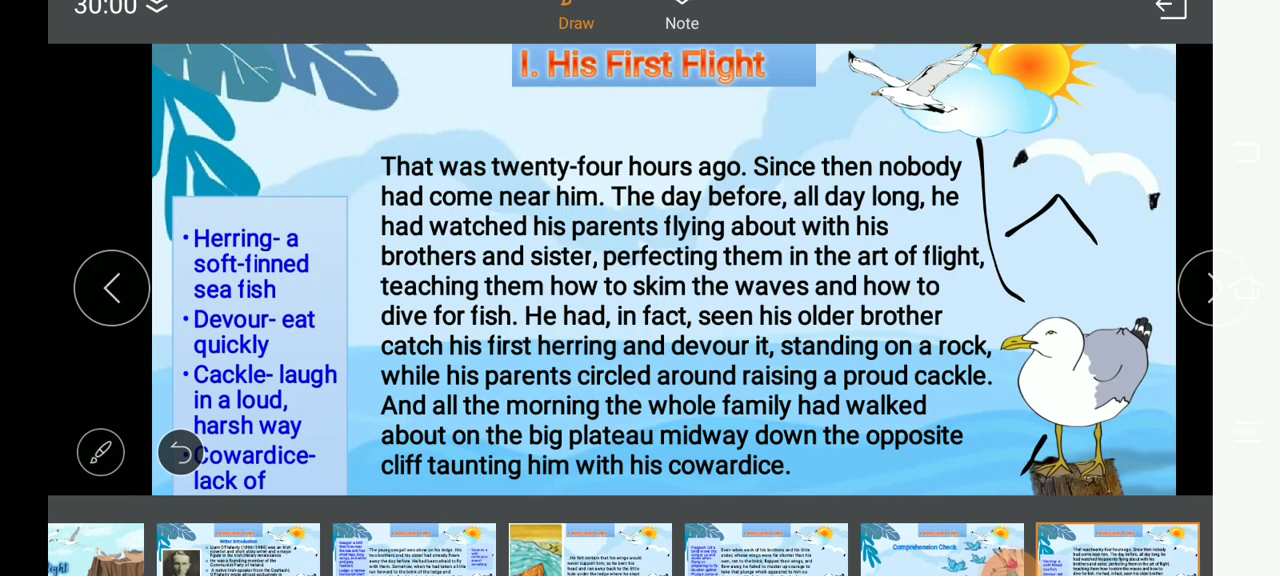 30:00
Draw
Note
I. His First Flight
That was twenty-four hours ago. Since then nobody
had come near him. The day before, all day long, he
had watched his parents flying about with his
brothers and sister, perfecting them in the art of flight,
teaching them how to skim the waves and how to
dive for fish. He had, in fact, seen his older brother
catch his first herring and devour it, standing on a rock,
while his parents circled around raising a proud cackle.
And all the morning the whole family had walked
about on the big plateau midway down the opposite
cliff taunting him with his cowardice.
• Herring- a
soft-finned
sea fish
• Devour- eat
quickly
• Cackle- laugh
in a loud,
harsh way
Cowardice-
lack of
Comprehension Check